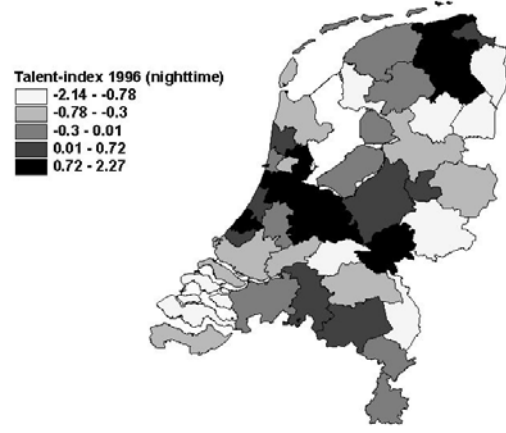 Talent-index 1996 (nighttime)
-2.14 - -0.78
-0.78 - -0.3
-0.3 - 0.01
0.01 - 0.72
0.72 - 2.27